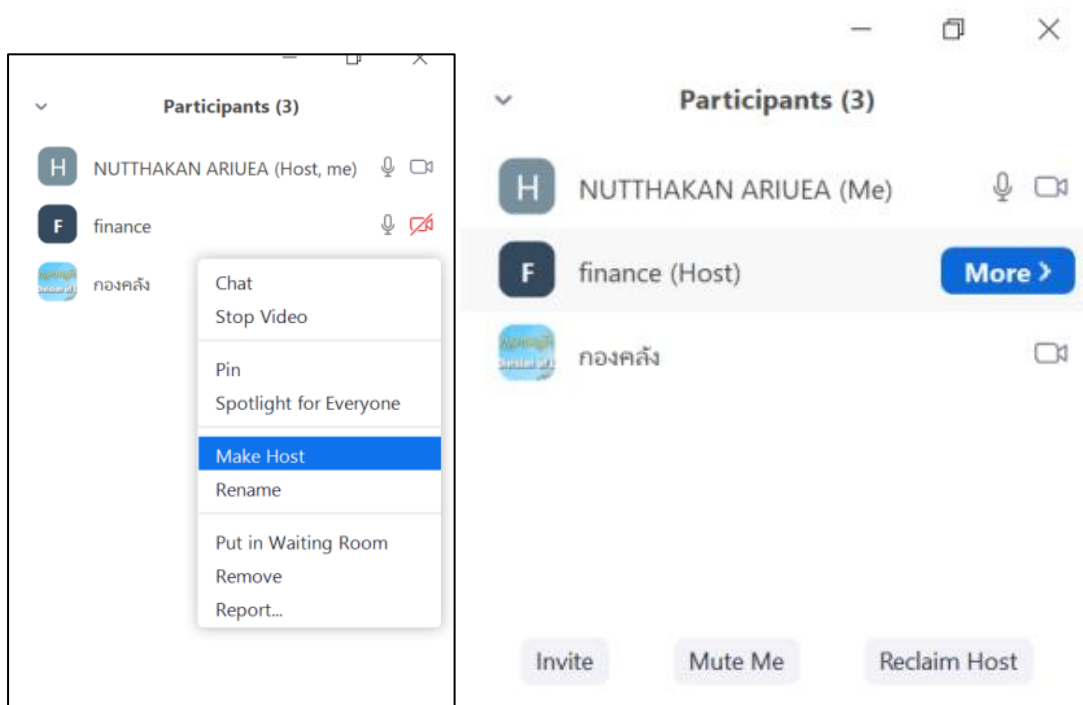 Participants (3)
H NUTTHAKAN ARIUEA (Host, me)
F finance
กองคลัง
Chat
Stop Video
Pin
Spotlight for Everyone
Make Host
Rename
Put in Waiting Room
Remove
Report...
Participants (3)
H NUTTHAKAN ARIUEA (Me)
F finance (Host)
More >
กองคลัง
Invite Mute Me Reclaim Host